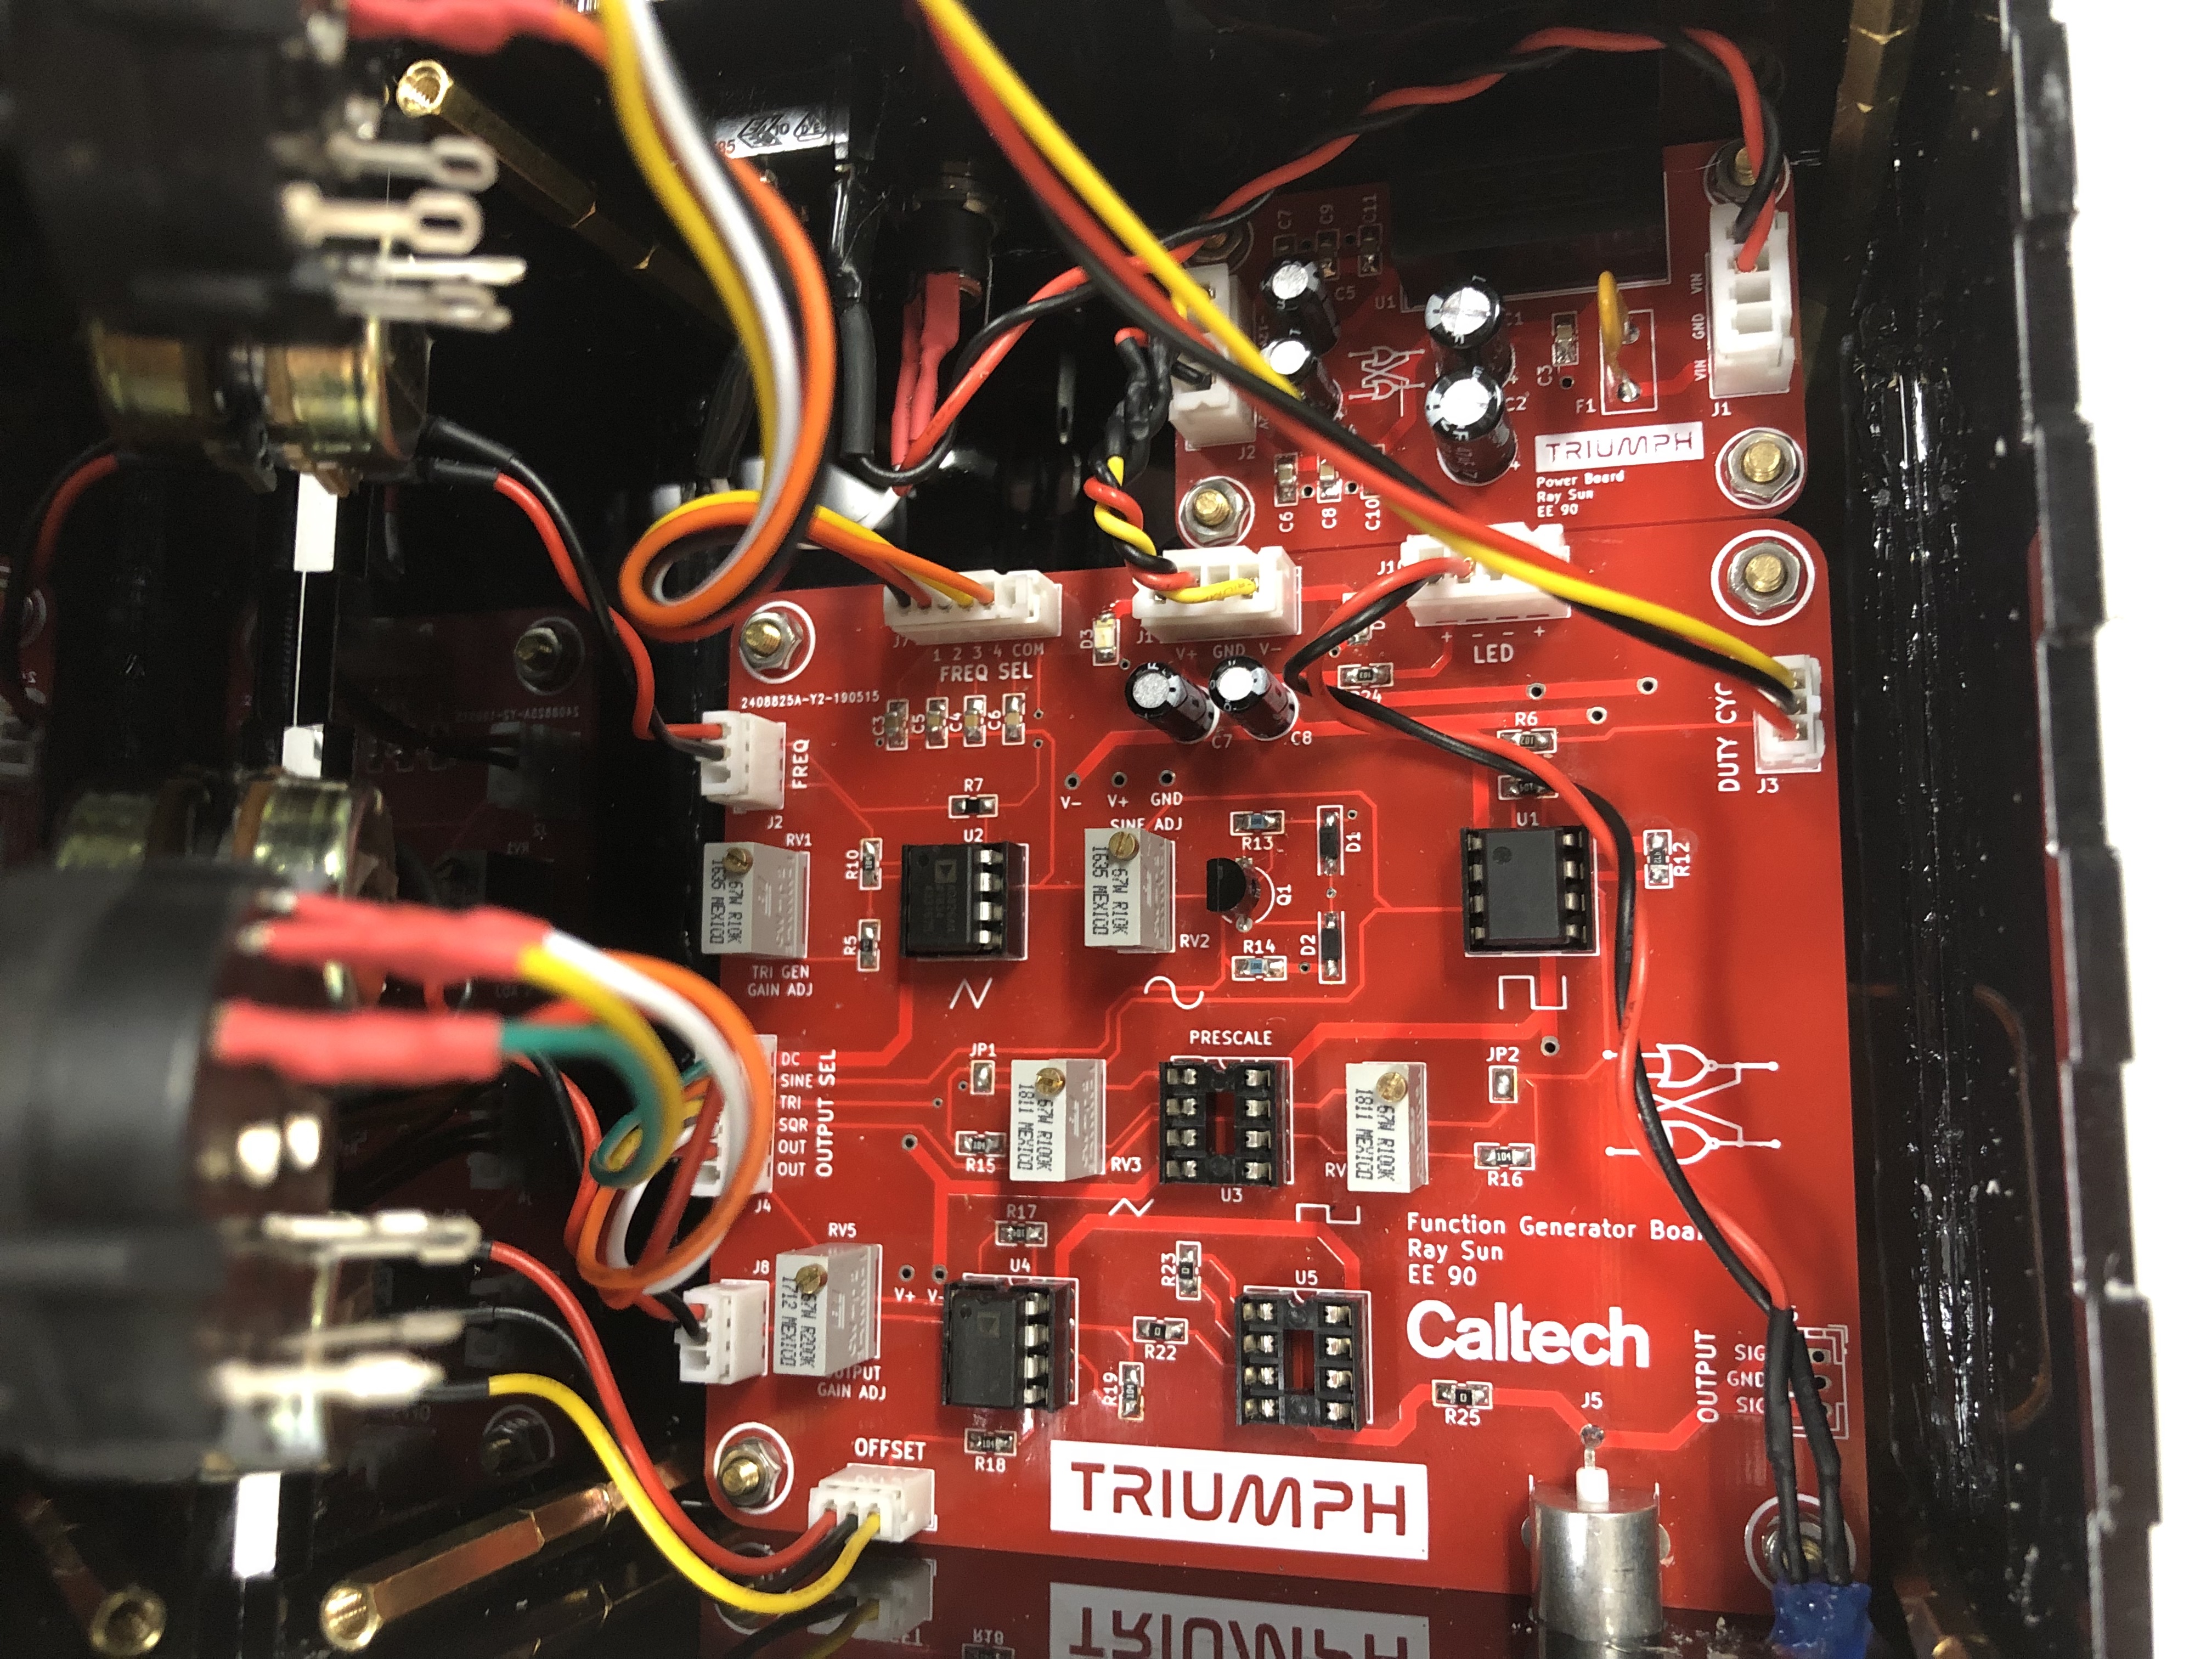 C7
C9
C11
C5
U1
C1
VIN
GND
VIN
C3
C2
F1
J1
J2
TRIUMPH
Power Board
Ray Sun
EE 90
C6
C8
C10
D3
1 2 3 4 COM
FREQ SEL
V+ GND V-
+ - - +
LED
2408825A-Y2-190515
C3
C5
C4
C6
C7
C8
R6
DUTY CYC
J3
FREQ
J2
R7
V- V+ GND
SINE ADJ
RV1
U2
R13
D1
U1
R10
R12
67W R10K
1635 MEXICO
67W R10K
1635 MEXICO
Q1
R5
RV2
R14
D2
TRI GEN
GAIN ADJ
PRESCALE
DC
SINE
TRI
SQR
OUT
OUT
OUTPUT SEL
JP1
JP2
67W R100K
1811 MEXICO
67W R100K
1811 MEXICO
R15
RV3
RV
R16
U3
J4
R17
RV5
Function Generator Boar
Ray Sun
EE 90
J8
V+ V-
U4
R23
U5
67W R200K
1712 MEXICO
Caltech
R22
OUTPUT
SIG
GND
SIG
OUTPUT
GAIN ADJ
R19
R25
J5
OFFSET
R18
TRIUMPH